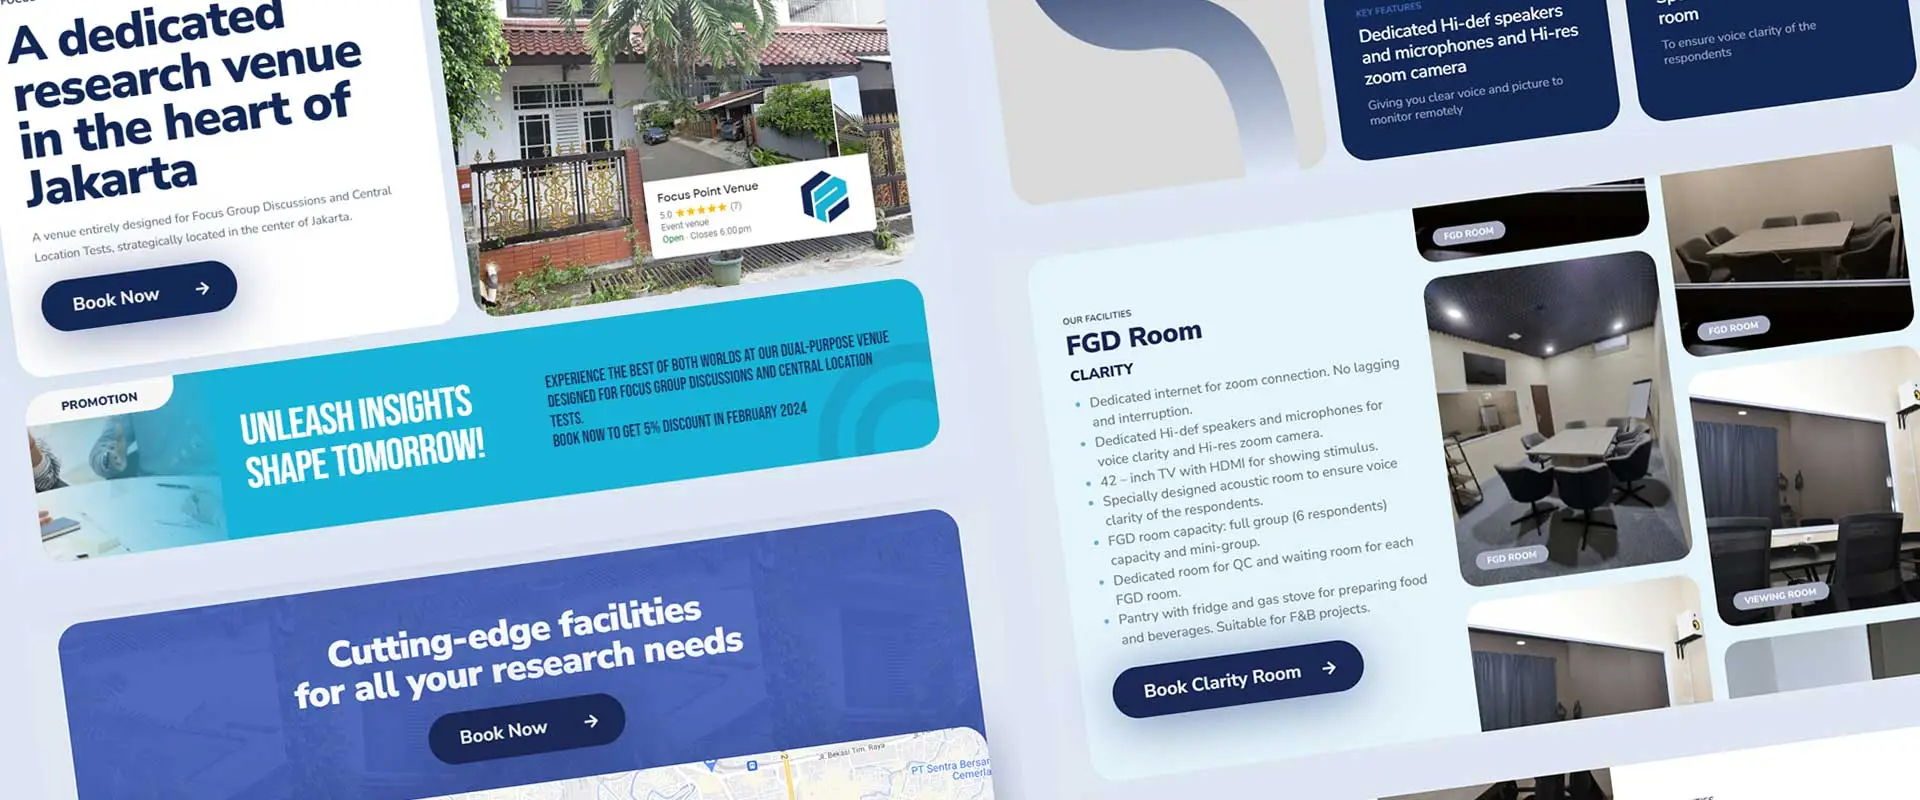 A dedicated
research venue
in the heart of
Jakarta
A venue entirely designed for Focus Group Discussions and Central
Location Tests, strategically located in the center of Jakarta.
Book Now
Focus Point Venue
5.0 (7)
Event venue
Open · Closes 6.00 pm
PROMOTION
UNLEASH INSIGHTS
SHAPE TOMORROW!
EXPERIENCE THE BEST OF BOTH WORLDS AT OUR DUAL-PURPOSE VENUE
DESIGNED FOR FOCUS GROUP DISCUSSIONS AND CENTRAL LOCATION
TESTS.
BOOK NOW TO GET 5% DISCOUNT IN FEBRUARY 2024
Cutting-edge facilities
for all your research needs
Book Now
Jl. Bekasi Tim. Raya
PT Sentra Bersar
Cemerla
KEY FEATURES
Dedicated Hi-def speakers
and microphones and Hi-res
zoom camera
Giving you clear voice and picture to
monitor remotely
room
To ensure voice clarity of the
respondents
OUR FACILITIES
FGD Room
CLARITY
• Dedicated internet for zoom connection. No lagging
and interruption.
• Dedicated Hi-def speakers and microphones for
voice clarity and Hi-res zoom camera.
• 42 – inch TV with HDMI for showing stimulus.
• Specially designed acoustic room to ensure voice
clarity of the respondents.
• FGD room capacity: full group (6 respondents)
capacity and mini-group.
• Dedicated room for QC and waiting room for each
FGD room.
• Pantry with fridge and gas stove for preparing food
and beverages. Suitable for F&B projects.
Book Clarity Room
FGD ROOM
FGD ROOM
FGD ROOM
VIEWING ROOM